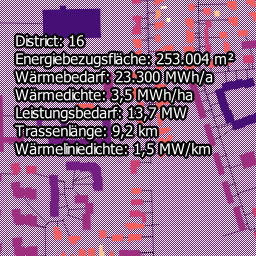 District: 16
Energiebezugsfläche: 253.004 m²
Wärmebedarf: 23.300 MWh/a
Wärmedichte: 3,5 MWh/ha
Leistungsbedarf: 13,7 MW
Trassenlänge: 9,2 km
Wärmeliniedichte: 1,5 MW/km